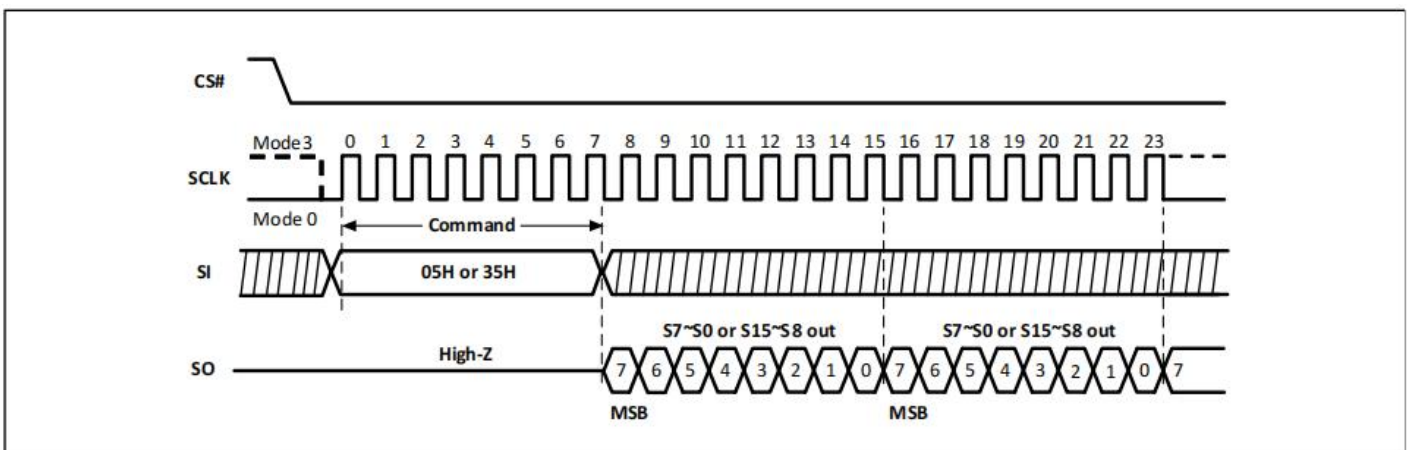 CS#
Mode3 0 1 2 3 4 5 6 7 8 9 10 11 12 13 14 15 16 17 18 19 20 21 22 23
SCLK
Mode 0
Command
SI 05H or 35H
S7~S0 or S15~S8 out S7~S0 or S15~S8 out
High-Z
SO 7 6 5 4 3 2 1 0 7 6 5 4 3 2 1 0 7
MSB MSB